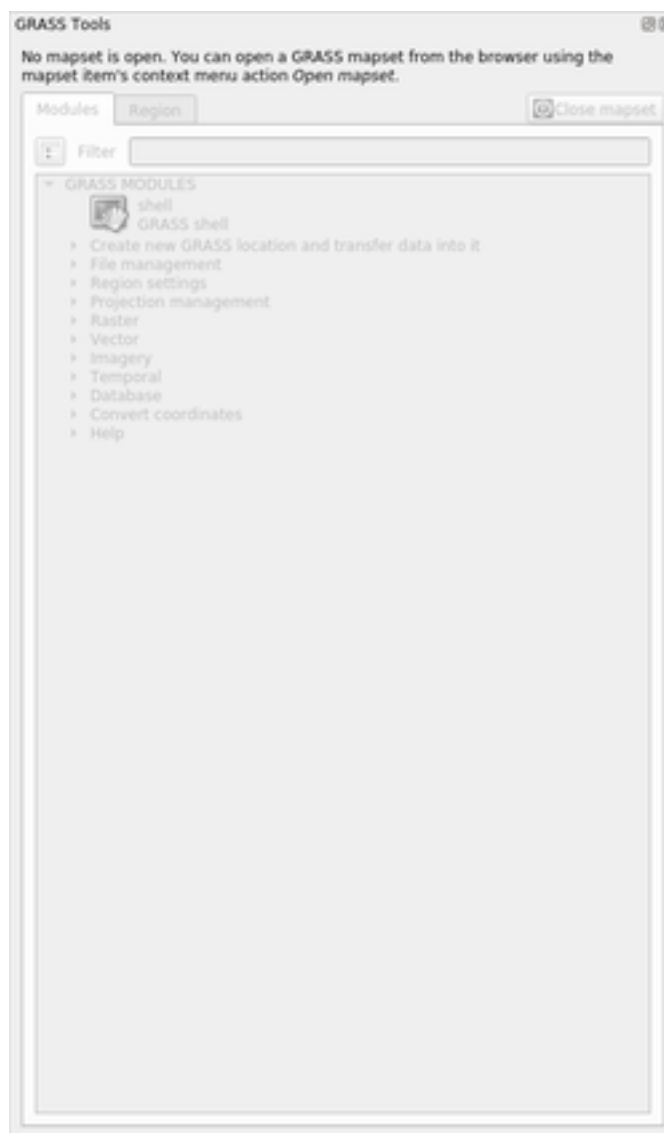 GRASS Tools
No mapset is open. You can open a GRASS mapset from the browser using the
mapset item's context menu action Open mapset.
Modules Region Close mapset
Filter
GRASS MODULES
shell
GRASS shell
Create new GRASS location and transfer data into it
File management
Region settings
Projection management
Raster
Vector
Imagery
Temporal
Database
Convert coordinates
Help